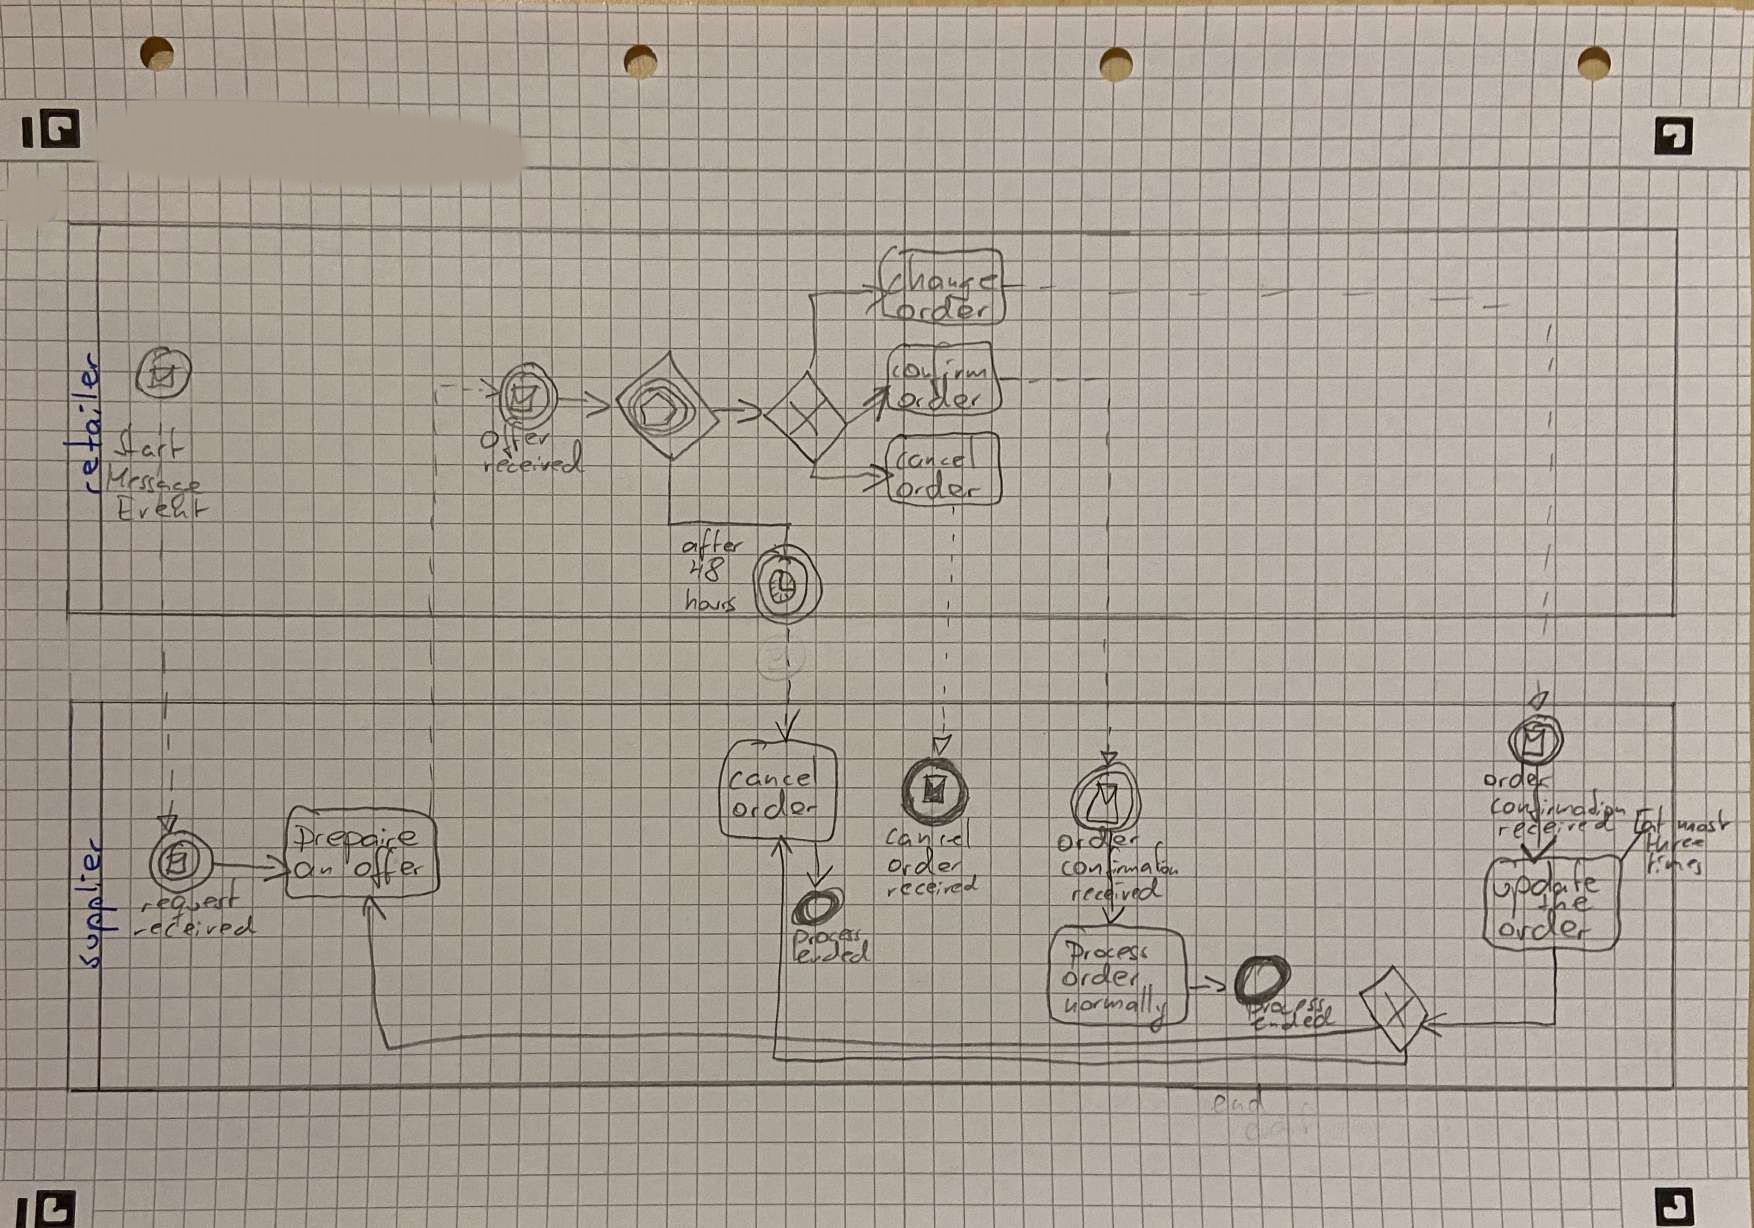 retailer
Start
Message
Event
Offer
received
change
order
confirm
order
cancel
order
after
48
hours
supplier
request
received
Prepaire
an offer
cancel
order
Process
ended
cancel
order
received
order
confirmation
received
Process
order
normally
process
ended
order
confirmation
received
at most
three
times
update
the
order
end